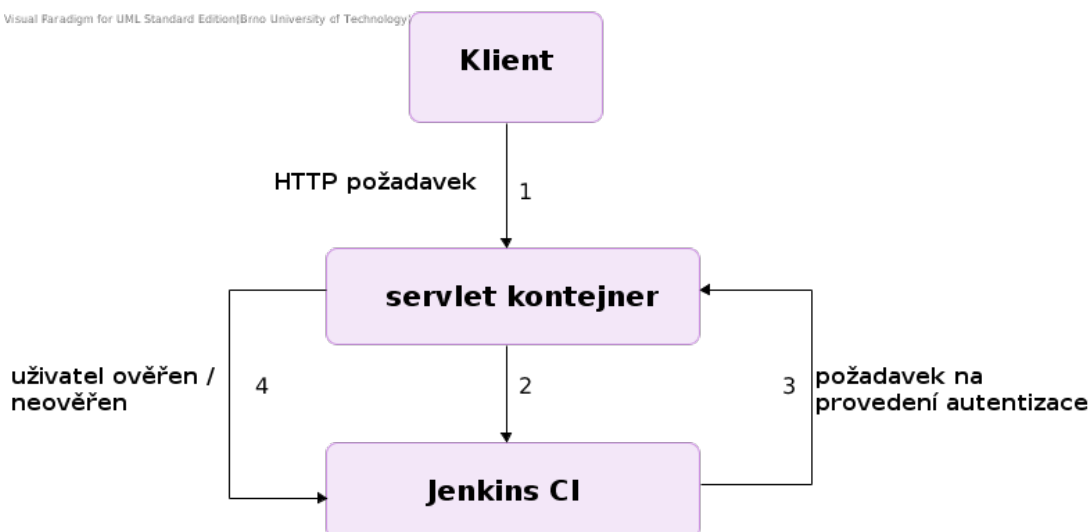 Visual Paradigm for UML Standard Edition(Brno University of Technology)
Klient
HTTP požadavek
1
servlet kontejner
uživatel ověřen /
neověřen
4
2
3
požadavek na
provedení autentizace
Jenkins CI